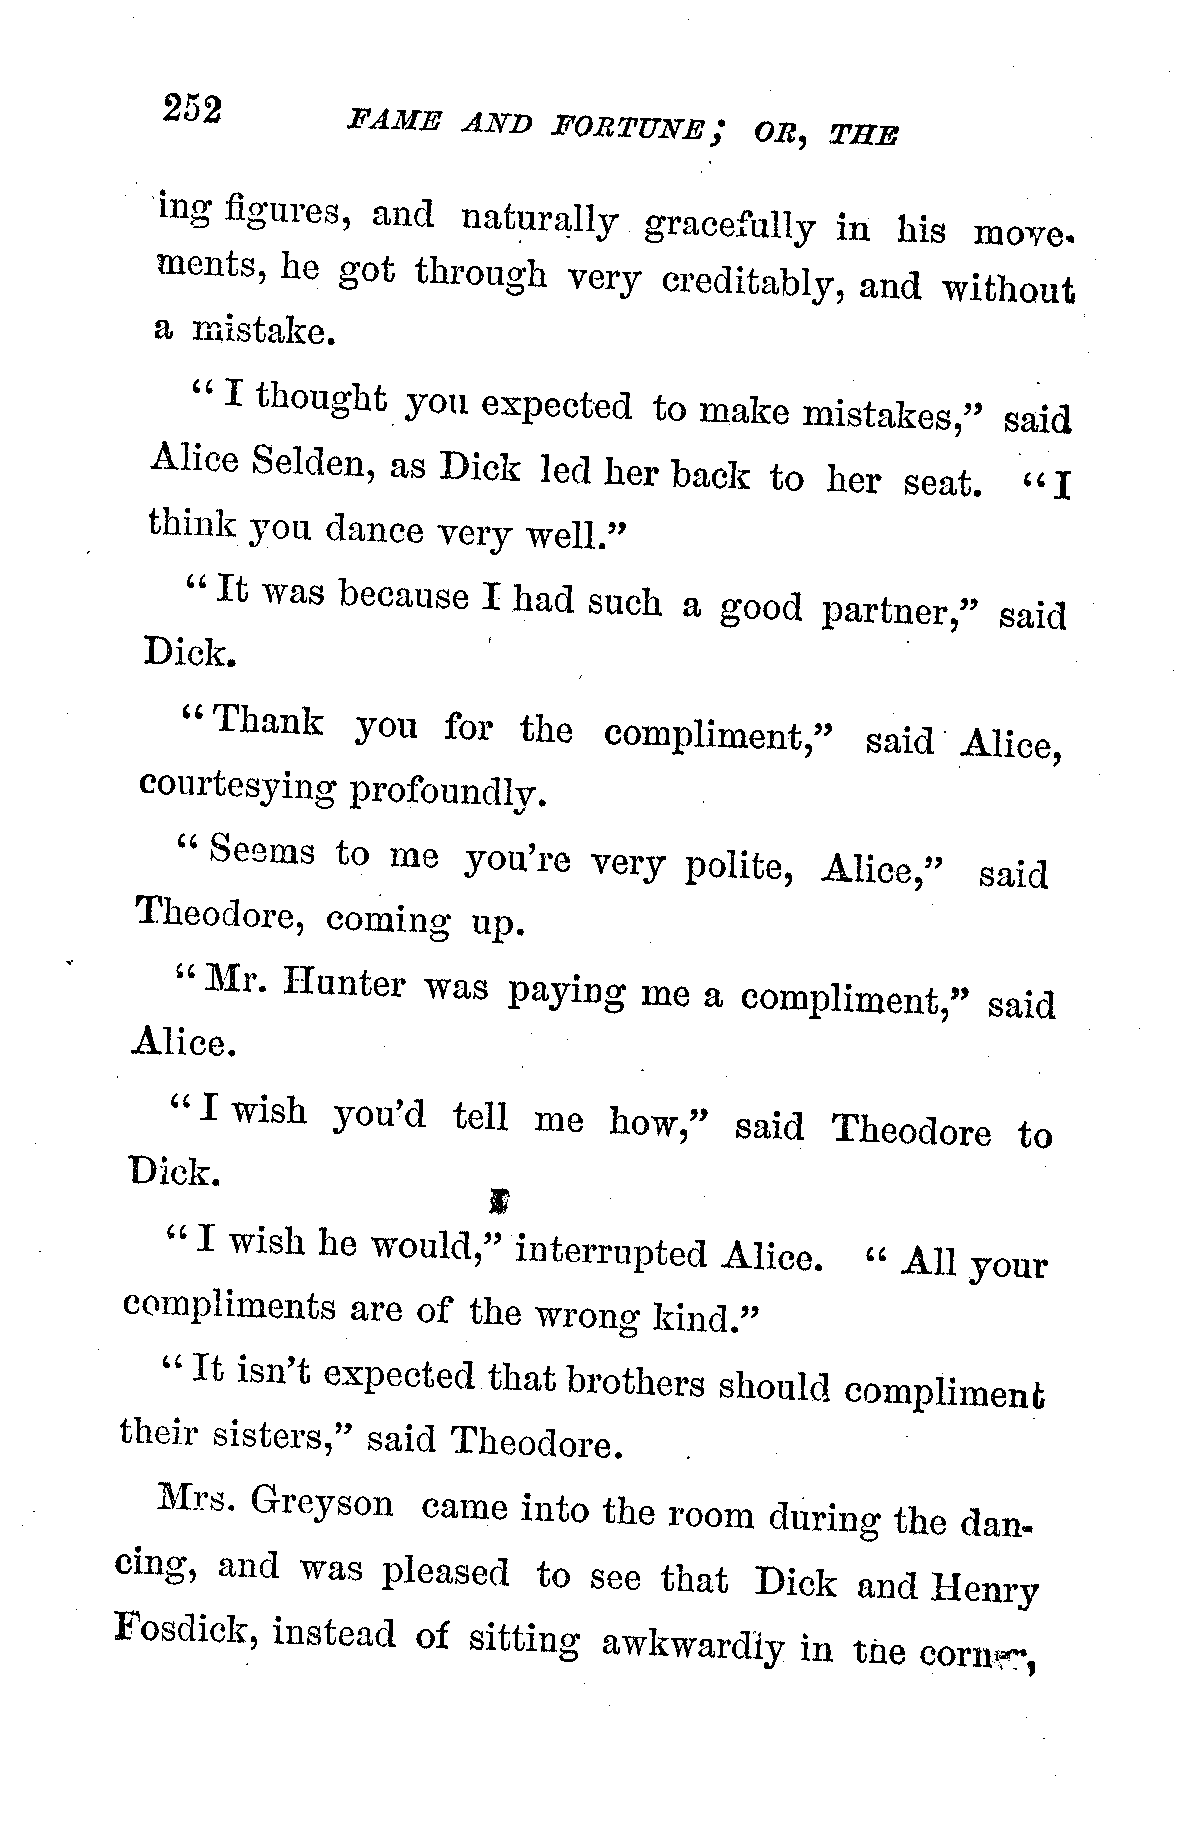 252 FAME AND FORTUNE; OR, THE
ing figures, and naturally gracefully in his move-
ments, he got through very creditably, and without
a mistake.
“I thought you expected to make mistakes,” said
Alice Selden, as Dick led her back to her seat. “I
think you dance very well.”
“It was because I had such a good partner,” said
Dick.
“Thank you for the compliment,” said Alice,
courtesying profoundly.
“Seems to me you're very polite, Alice,” said
Theodore, coming up.
“Mr. Hunter was paying me a compliment,” said
Alice.
“I wish you'd tell me how,” said Theodore to
Dick.
“I wish he would,” interrupted Alice. “All your
compliments are of the wrong kind.”
“It isn't expected that brothers should compliment
their sisters,” said Theodore.
Mrs. Greyson came into the room during the dan-
cing, and was pleased to see that Dick and Henry
Fosdick, instead of sitting awkwardly in the corner,